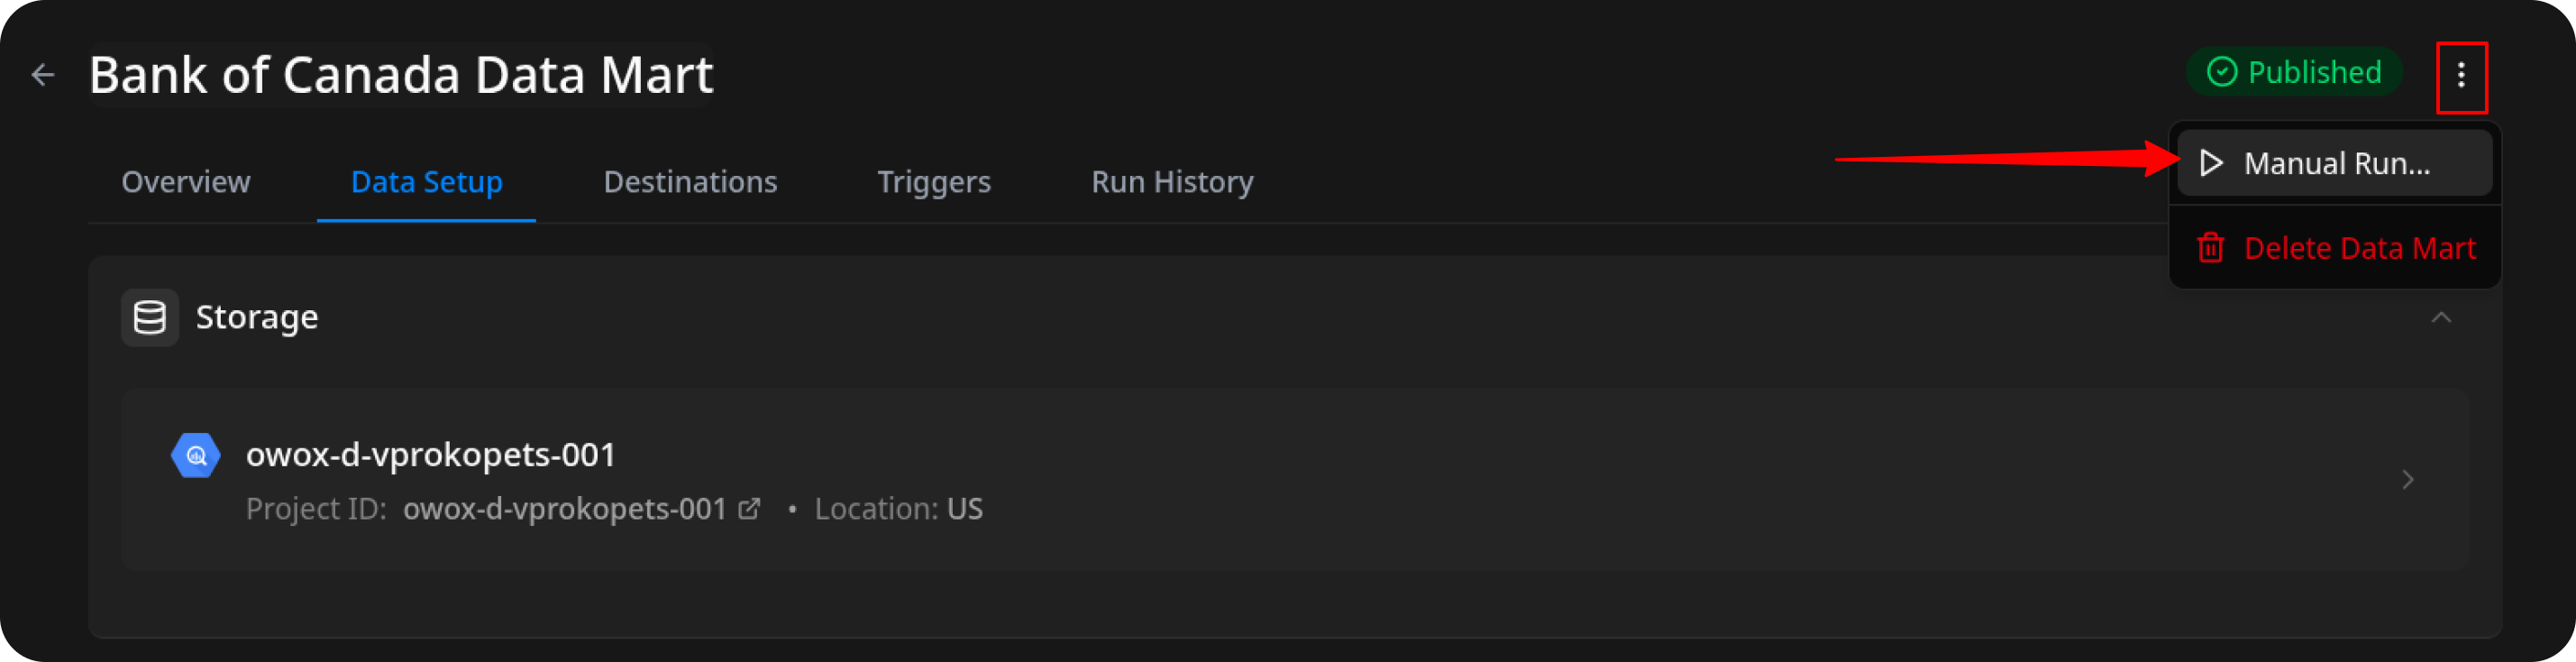 Bank of Canada Data Mart
Published
Overview
Data Setup
Destinations
Triggers
Run History
Manual Run...
Delete Data Mart
Storage
owox-d-vprokopets-001
Project ID: owox-d-vprokopets-001 • Location: US